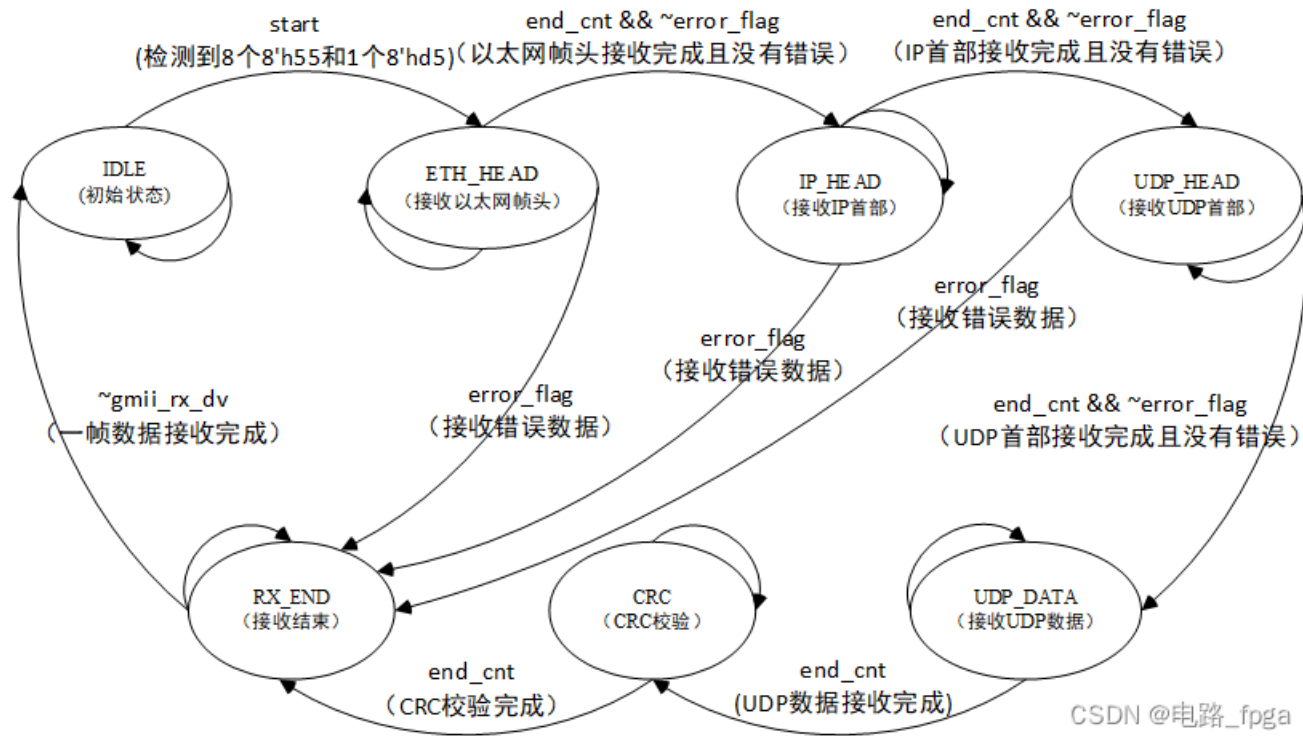 start
(检测到8个8'h55和1个8'hd5)
end_cnt && ~error_flag
（以太网帧头接收完成且没有错误）
end_cnt && ~error_flag
（IP首部接收完成且没有错误）
IDLE
(初始状态)
ETH_HEAD
（接收以太网帧头）
IP_HEAD
（接收IP首部）
UDP_HEAD
（接收UDP首部）
error_flag
（接收错误数据）
error_flag
（接收错误数据）
error_flag
（接收错误数据）
~gmii_rx_dv
（一帧数据接收完成）
end_cnt && ~error_flag
（UDP首部接收完成且没有错误）
RX_END
（接收结束）
CRC
（CRC校验）
UDP_DATA
（接收UDP数据）
end_cnt
（CRC校验完成）
end_cnt
(UDP数据接收完成)
CSDN @电路_fpga